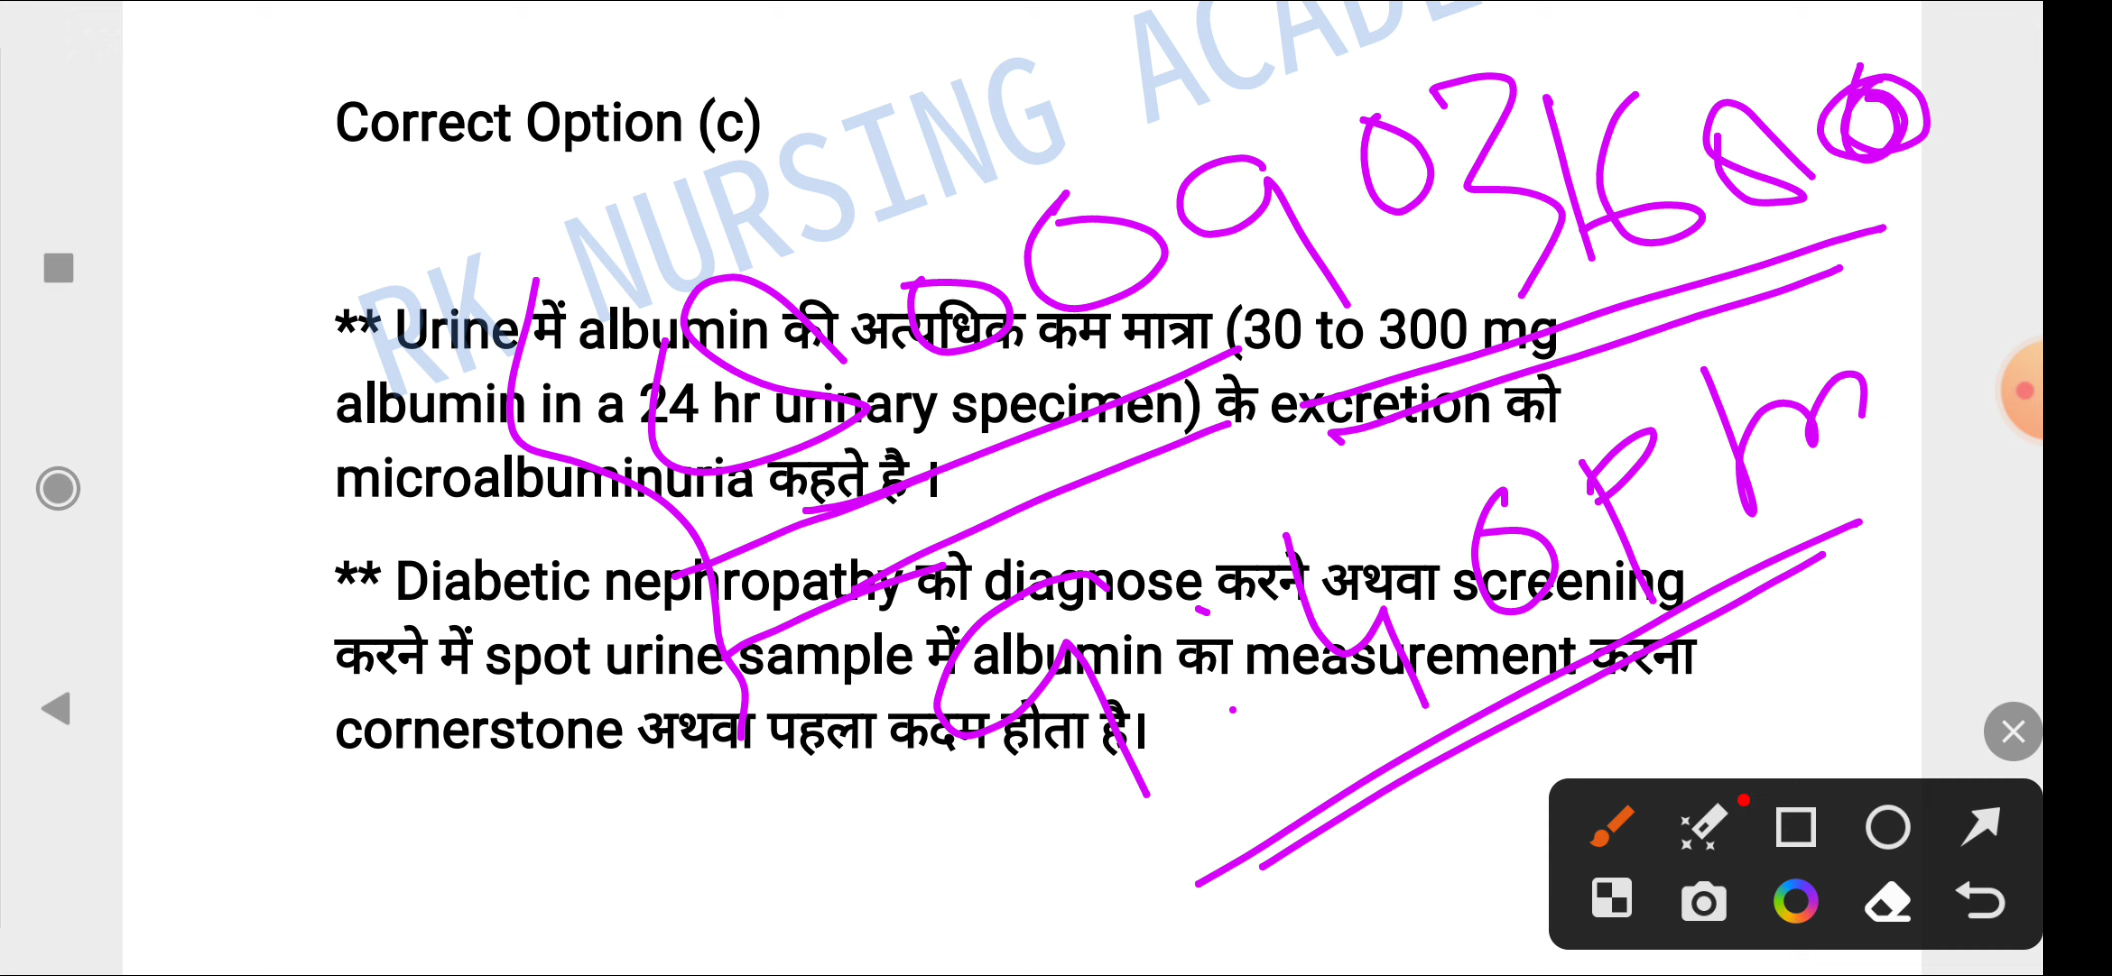 RK NURSING ACADE
Correct Option (c)
** Urine में albumin की अत्यधिक कम मात्रा (30 to 300 mg
albumin in a 24 hr urinary specimen) के excretion को
microalbuminuria कहते है ।
** Diabetic nephropathy को diagnose करने अथवा screening
करने में spot urine sample में albumin का measurement करना
cornerstone अथवा पहला कदम होता है।